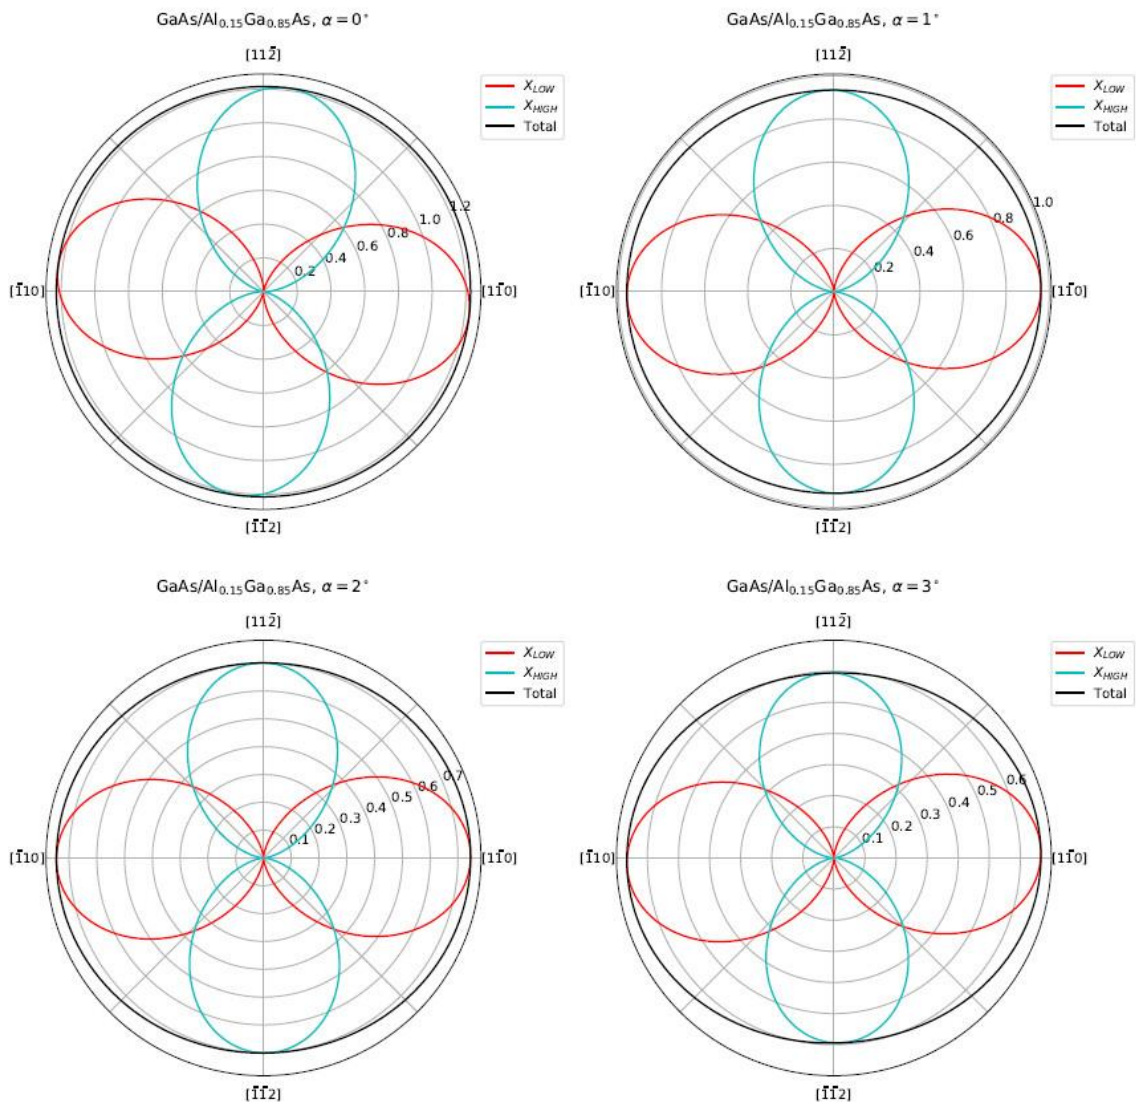 GaAs/Al₀.₁₅Ga₀.₈₅As, α = 0°
[112̄]
X_LOW
X_HIGH
Total
1.2
1.0
0.8
0.6
0.4
0.2
[1̄10]
[11̄0]
[1̄1̄2]
GaAs/Al₀.₁₅Ga₀.₈₅As, α = 1°
[112̄]
X_LOW
X_HIGH
Total
1.0
0.8
0.6
0.4
0.2
[1̄10]
[11̄0]
[1̄1̄2]
GaAs/Al₀.₁₅Ga₀.₈₅As, α = 2°
[112̄]
X_LOW
X_HIGH
Total
0.7
0.6
0.5
0.4
0.3
0.2
0.1
[1̄10]
[11̄0]
[1̄1̄2]
GaAs/Al₀.₁₅Ga₀.₈₅As, α = 3°
[112̄]
X_LOW
X_HIGH
Total
0.6
0.5
0.4
0.3
0.2
0.1
[1̄10]
[11̄0]
[1̄1̄2]